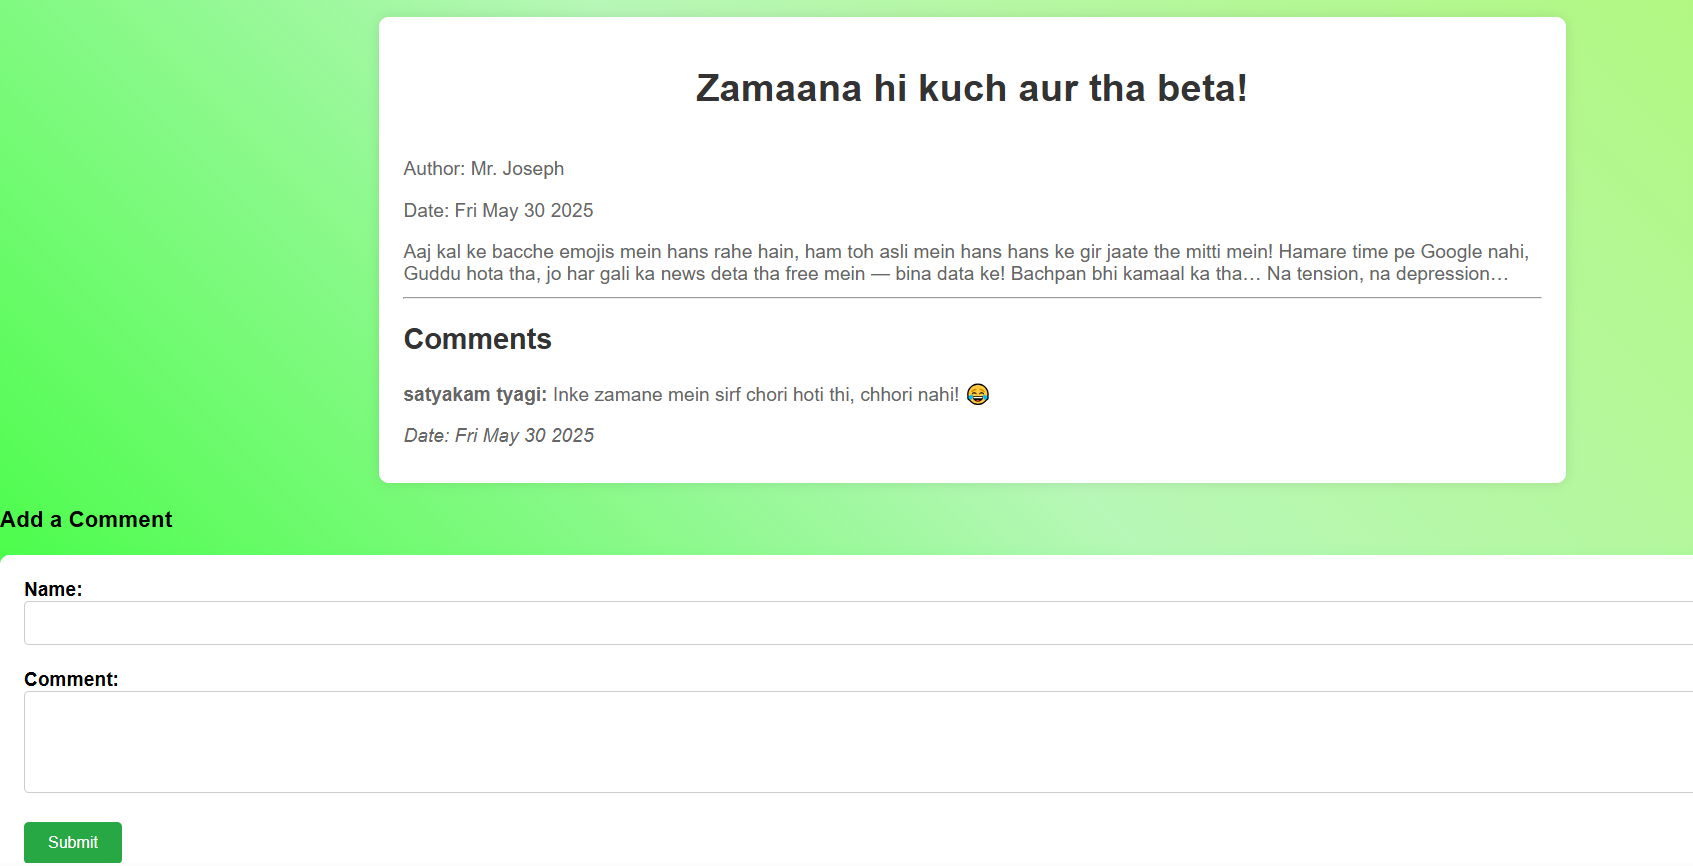 Zamaana hi kuch aur tha beta!
Author: Mr. Joseph
Date: Fri May 30 2025
Aaj kal ke bacche emojis mein hans rahe hain, ham toh asli mein hans hans ke gir jaate the mitti mein! Hamare time pe Google nahi,
Guddu hota tha, jo har gali ka news deta tha free mein — bina data ke! Bachpan bhi kamaal ka tha… Na tension, na depression…
Comments
satyakam tyagi: Inke zamane mein sirf chori hoti thi, chhori nahi! 😂
Date: Fri May 30 2025
Add a Comment
Name:
Comment:
Submit